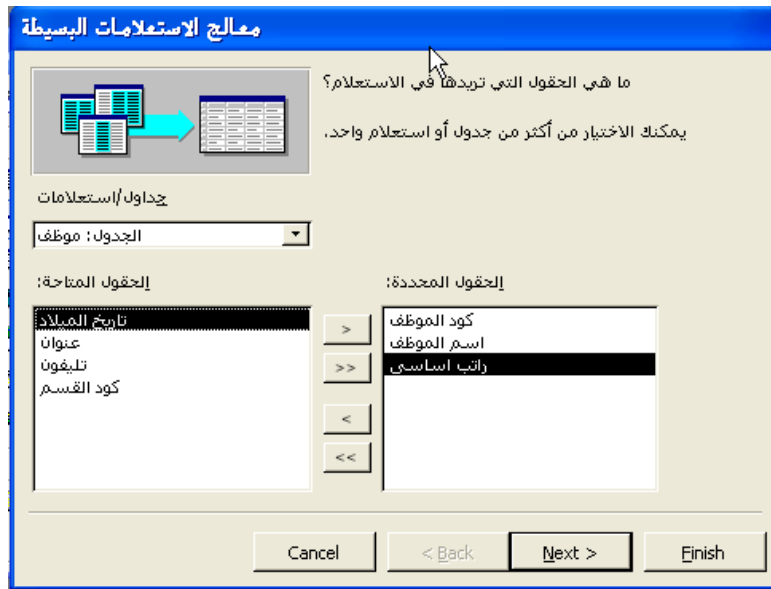 معالج الاستعلامات البسيطة
ما هي الحقول التي تريدها في الاستعلام؟
يمكنك الاختيار من أكثر من جدول أو استعلام واحد.
جداول/استعلامات
الجدول: موظف
الحقول المتاحة:
تاريخ الميلاد
عنوان
تليفون
كود القسم
>
>>
<
<<
الحقول المحددة:
كود الموظف
اسم الموظف
راتب اساسى
Cancel
< Back
Next >
Finish